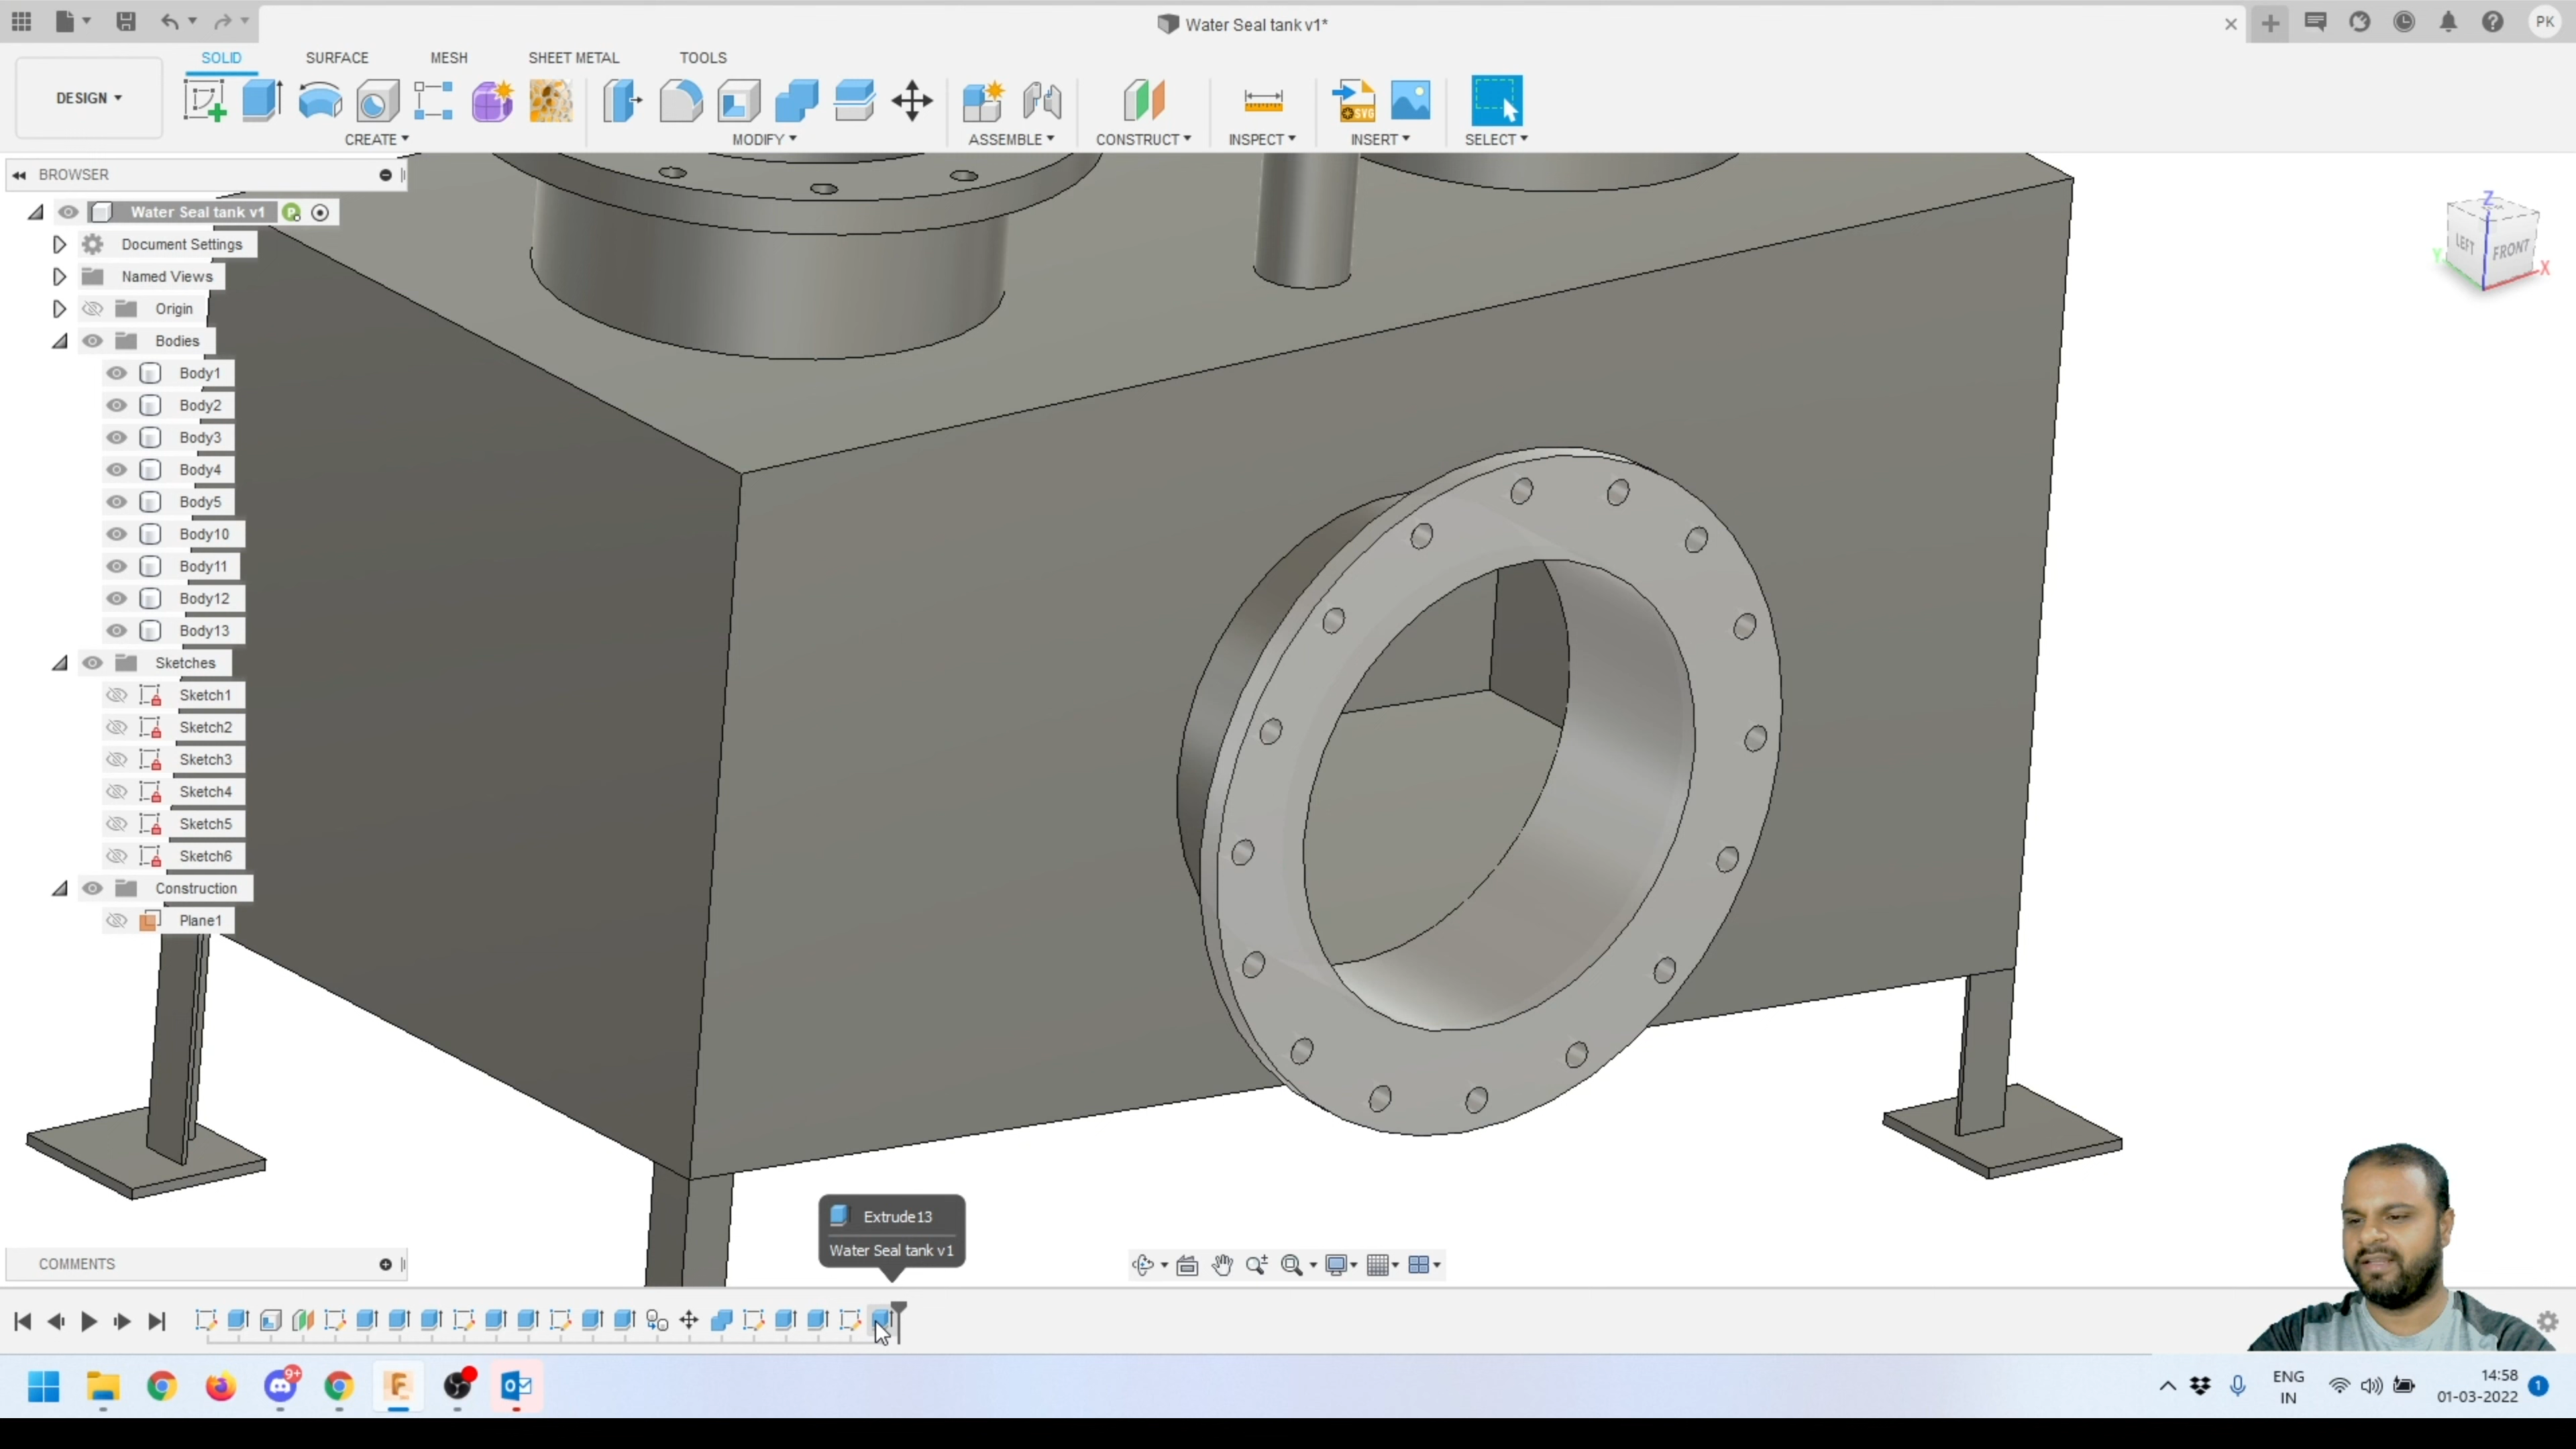 Water Seal tank v1*
PK
SOLID SURFACE MESH SHEET METAL TOOLS
DESIGN
CREATE MODIFY ASSEMBLE CONSTRUCT INSPECT INSERT SELECT
SVG
BROWSER
Water Seal tank v1
P
Document Settings
Named Views
Origin
Bodies
Body1
Body2
Body3
Body4
Body5
Body10
Body11
Body12
Body13
Sketches
Sketch1
Sketch2
Sketch3
Sketch4
Sketch5
Sketch6
Construction
Plane1
Z
LEFT FRONT
Y X
Extrude13
Water Seal tank v1
COMMENTS
9+
F
O
ENG
IN
14:58
01-03-2022
1